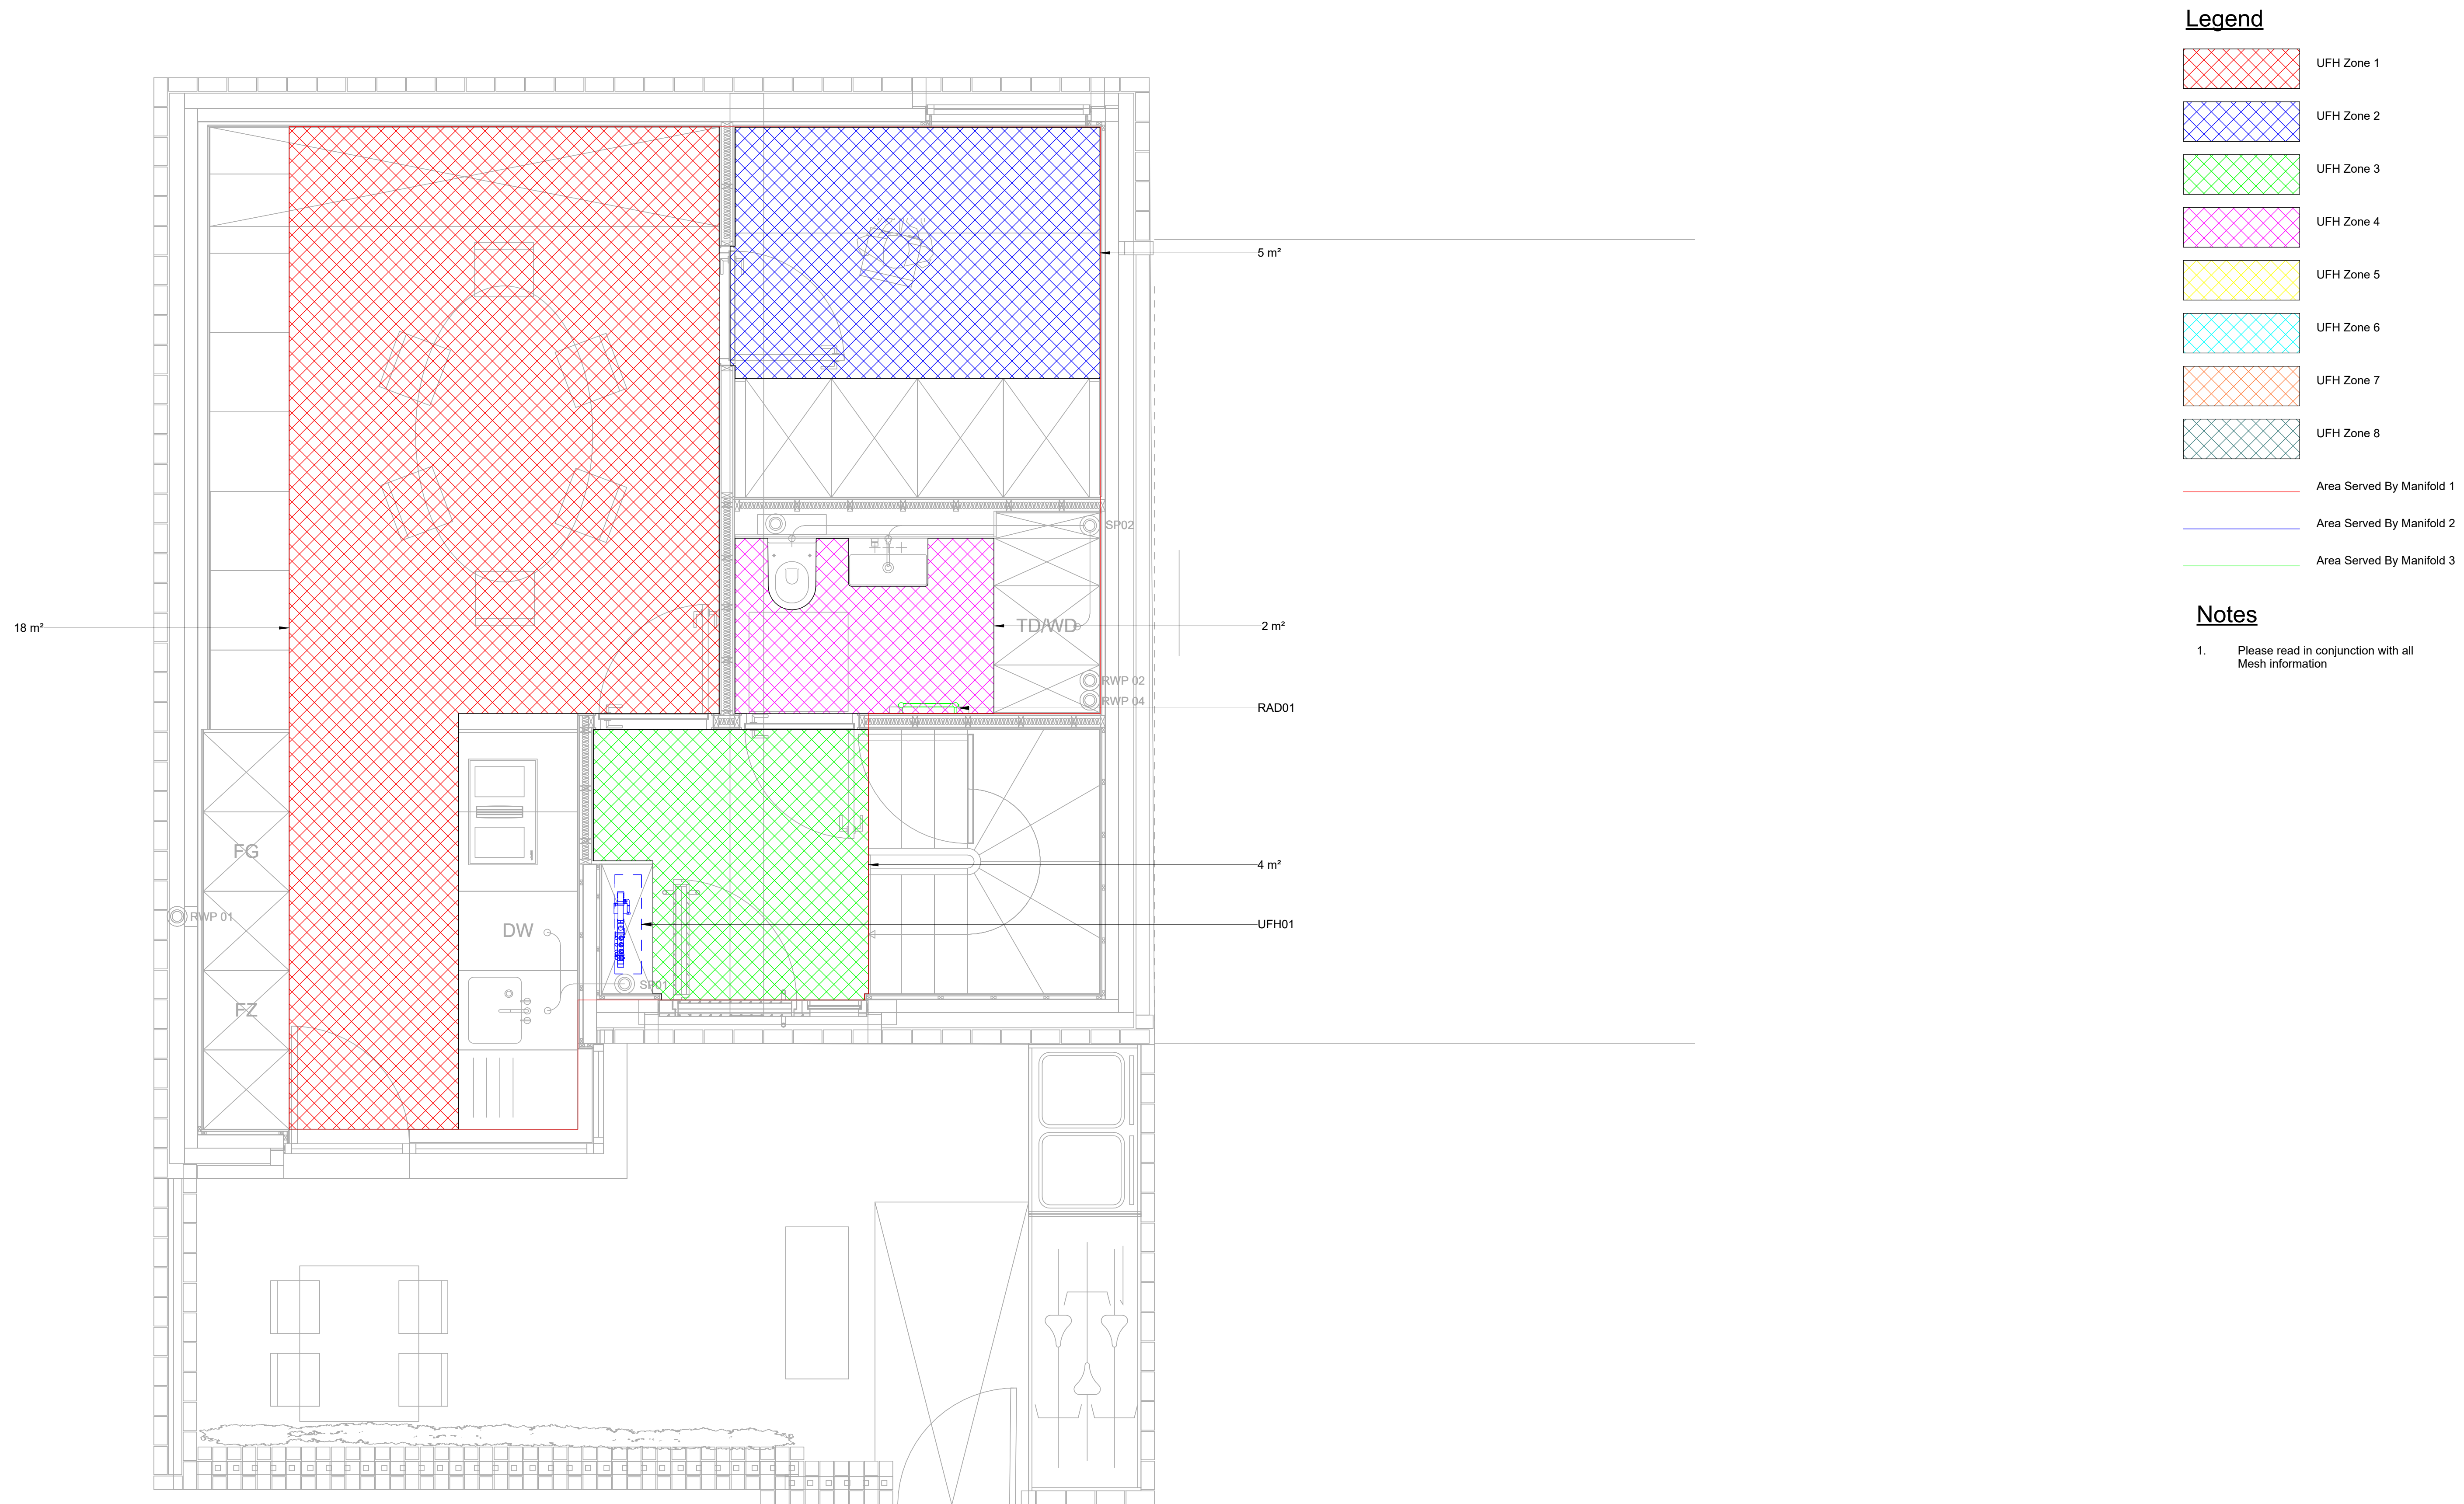 Legend
UFH Zone 1
UFH Zone 2
UFH Zone 3
UFH Zone 4
UFH Zone 5
UFH Zone 6
UFH Zone 7
UFH Zone 8
Area Served By Manifold 1
Area Served By Manifold 2
Area Served By Manifold 3
Notes
1. Please read in conjunction with all
Mesh information
5 m²
SP02
18 m²
TD/WD
2 m²
RWP 02
RWP 04
RAD01
FG
4 m²
RWP 01
DW
UFH01
SP01
FZ